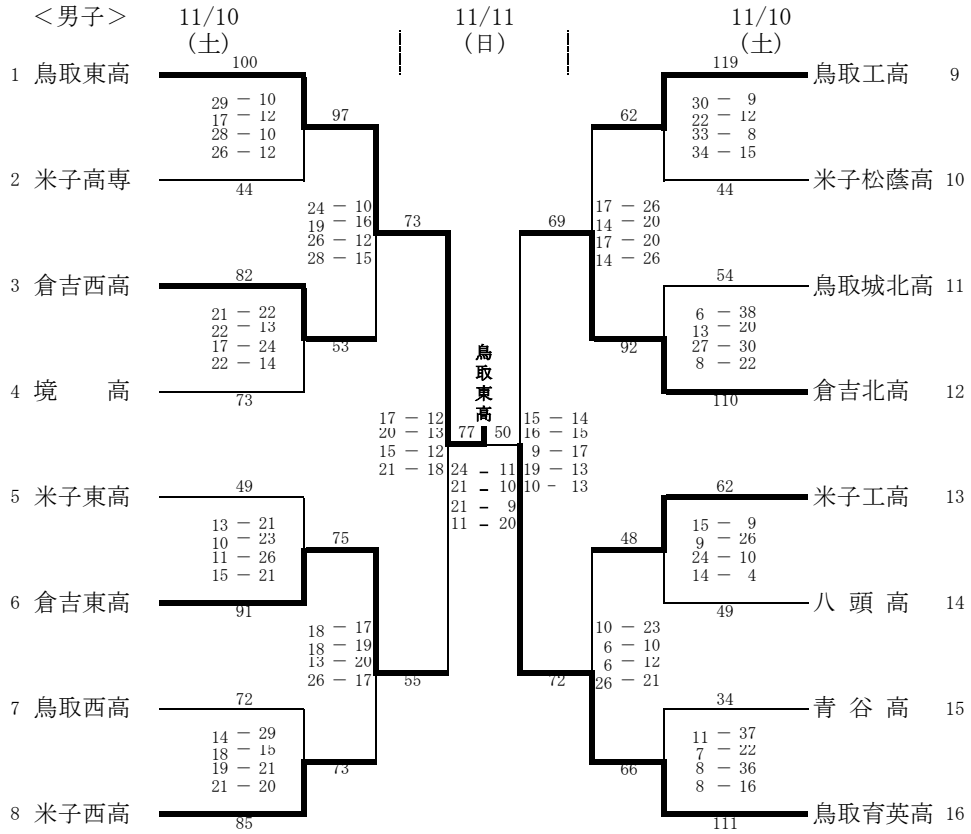 ＜男子＞ 11/10 11/11 11/10
(土) (日) (土)
100 119
1 鳥取東高 鳥取工高 9
29 － 10 97 62 30 － 9
17 － 12 22 － 12
28 － 10 33 － 8
26 － 12 34 － 15
2 米子高専 米子松蔭高 10
44 44
24 － 10 73 69 17 － 26
19 － 16 14 － 20
26 － 12 17 － 20
28 － 15 14 － 26
82 54
3 倉吉西高 鳥取城北高 11
21 － 22 6 － 38
22 － 13 13 － 20
17 － 24 53 92 27 － 30
22 － 14 8 － 22
4 境 高 倉吉北高 12
73 110
鳥取東高
17 － 12 15 － 14
20 － 13 77 50 16 － 15
15 － 12 9 － 17
21 － 18 24 － 11 19 － 13
21 － 10 10 － 13
21 － 9
11 － 20
49 62
5 米子東高 米子工高 13
13 － 21 75 48 15 － 9
10 － 23 9 － 26
11 － 26 24 － 10
15 － 21 14 － 4
6 倉吉東高 八頭高 14
91 49
18 － 17 10 － 23
18 － 19 6 － 10
13 － 20 6 － 12
26 － 17 55 72 26 － 21
72 34
7 鳥取西高 青谷高 15
14 － 29 11 － 37
18 － 15 7 － 22
19 － 21 73 66 8 － 36
21 － 20 8 － 16
8 米子西高 鳥取育英高 16
85 111